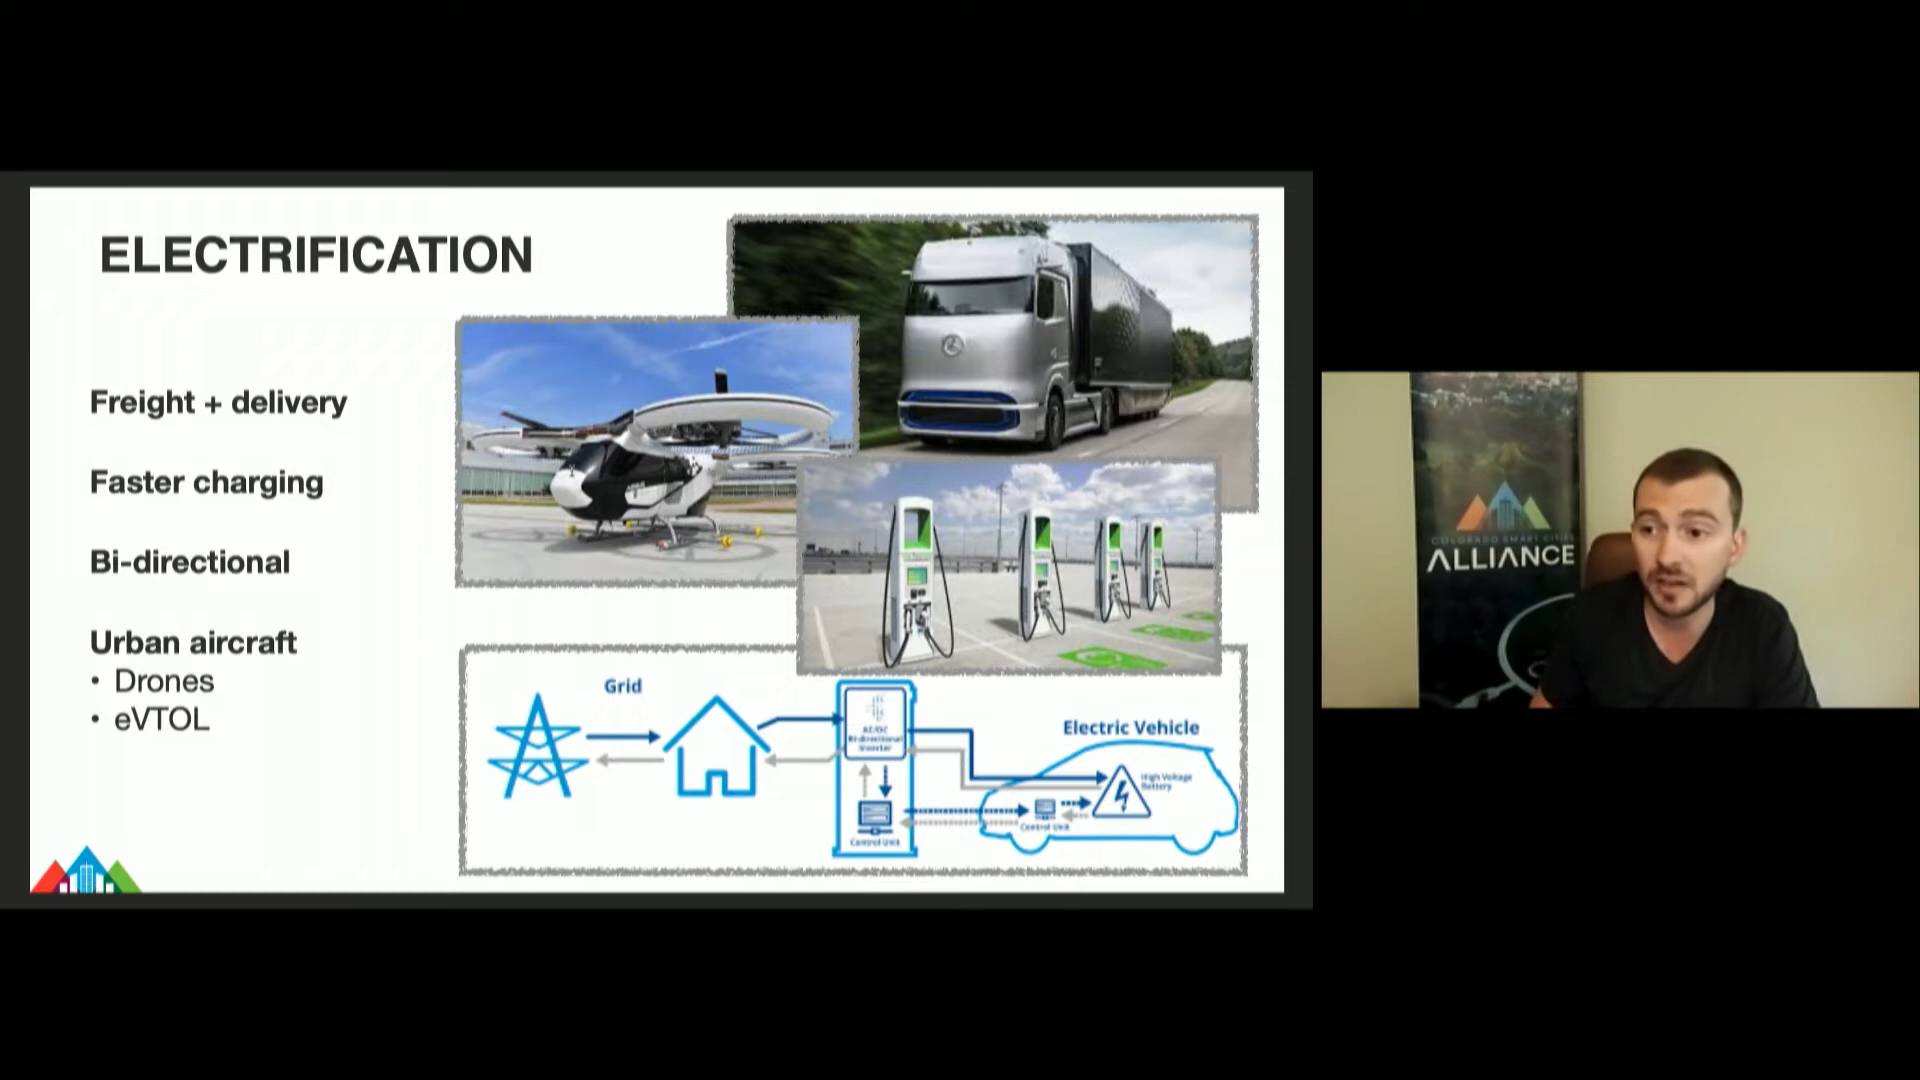 ELECTRIFICATION
Freight + delivery
Faster charging
Bi-directional
Urban aircraft
• Drones
• eVTOL
Grid
AC/DC
Bi-directional
Inverter
Control Unit
Electric Vehicle
High Voltage
Battery
Control Unit
COLORADO SMART CITIES
ALLIANCE